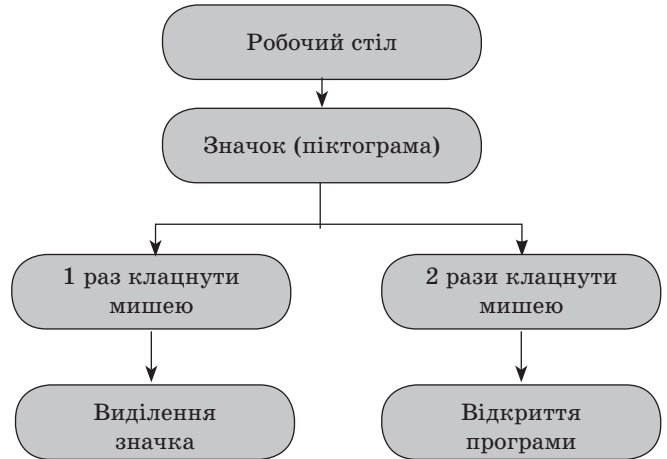 Робочий стіл
Значок (піктограма)
1 раз клацнути
мишею
2 рази клацнути
мишею
Виділення
значка
Відкриття
програми